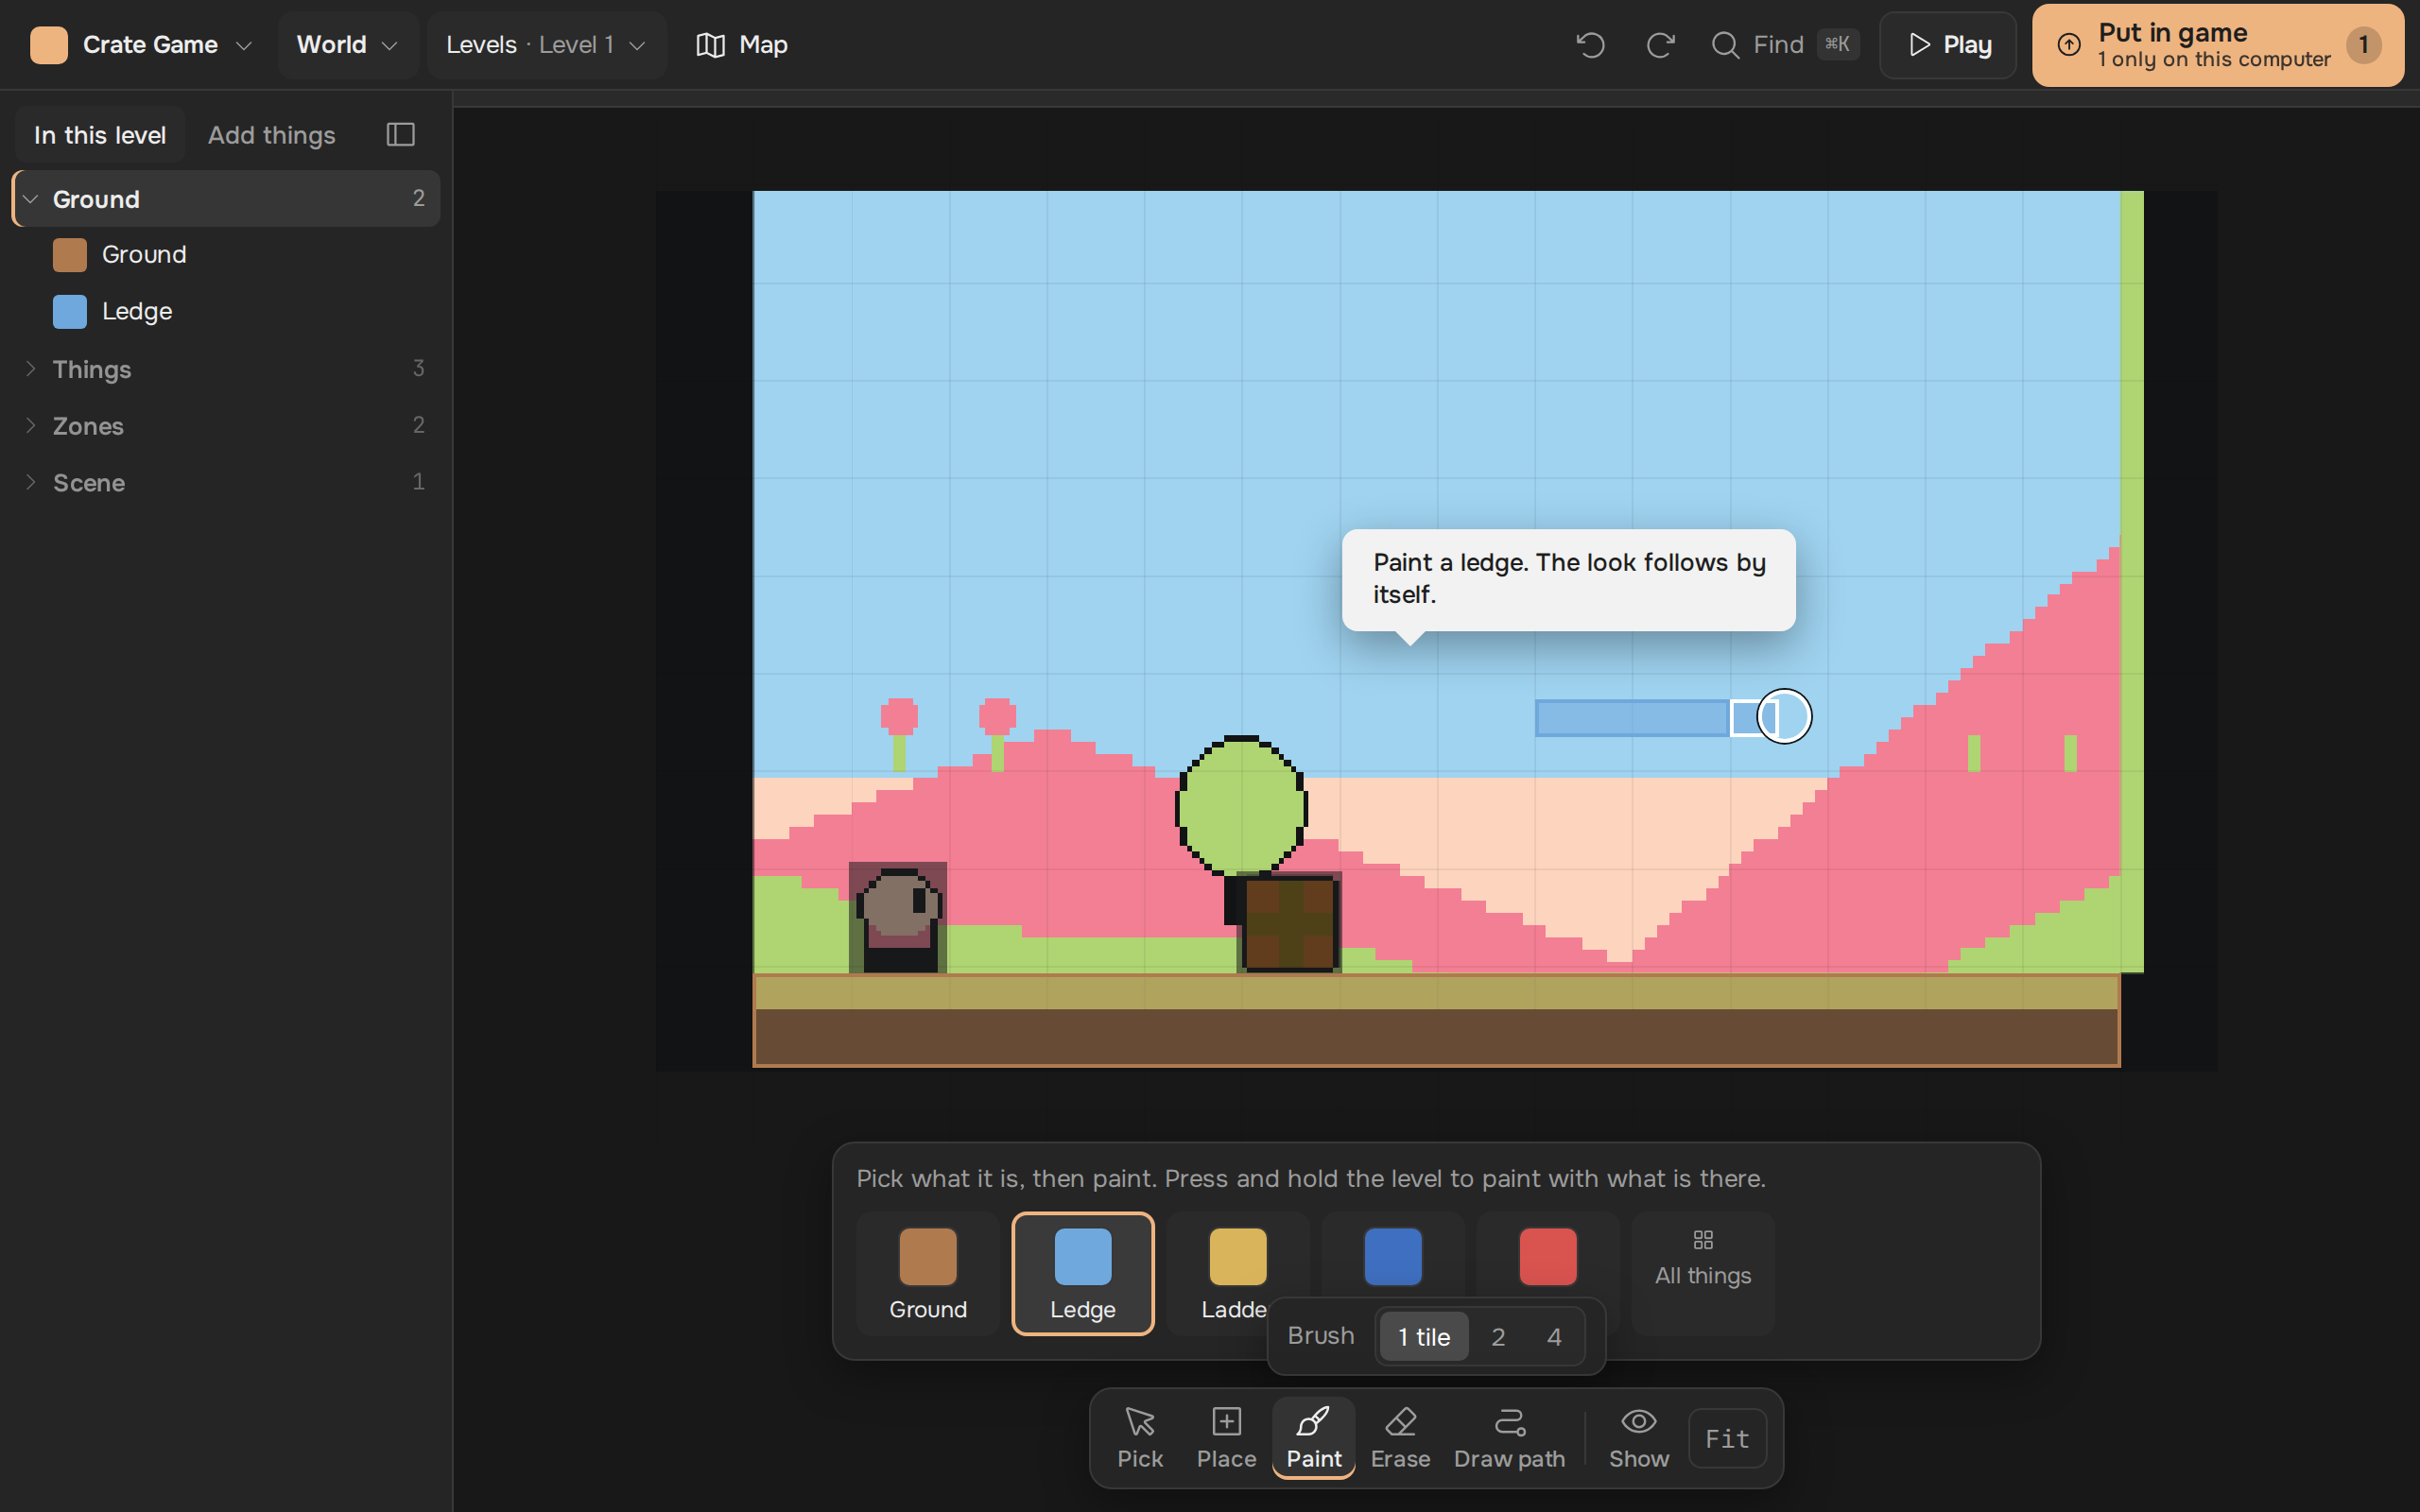 Crate Game
World
Levels · Level 1
Map
Find ⌘K
Play
Put in game
1 only on this computer
1
In this level
Add things
Ground 2
Ground
Ledge
Things 3
Zones 2
Scene 1
Paint a ledge. The look follows by
itself.
Pick what it is, then paint. Press and hold the level to paint with what is there.
Ground
Ledge
All things
Brush
1 tile
2
4
Pick
Place
Paint
Erase
Draw path
Show
Fit